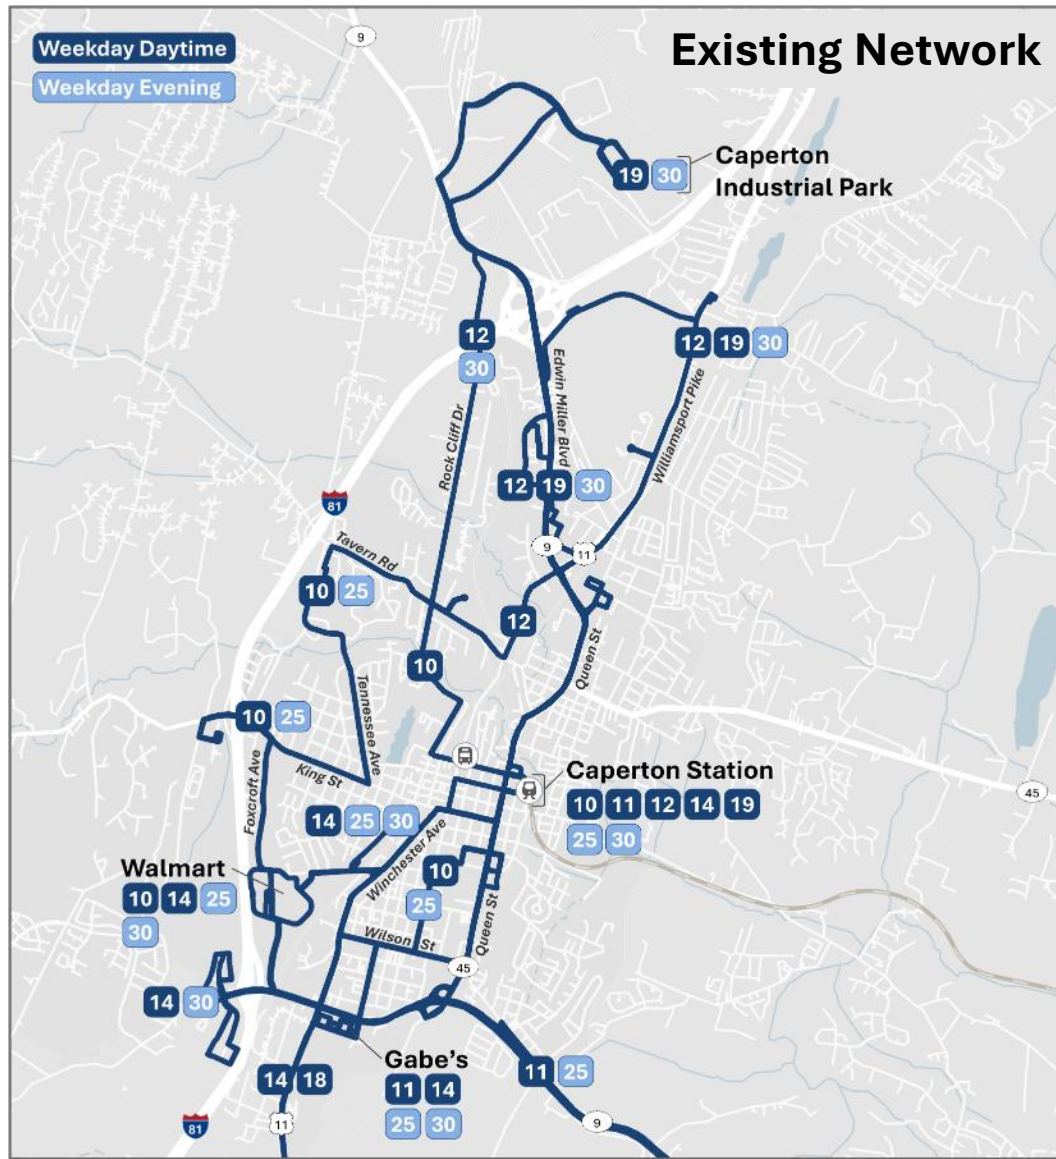 Existing Network
Weekday Daytime
Weekday Evening
9
Caperton
Industrial Park
19 30
12
30
12 19 30
Edwin Miller Blvd
Williamsport Pike
Rock Cliff Dr
12 19 30
81
9
11
Tavern Rd
10 25
12
10
Queen St
Tennessee Ave
10 25
King St
Foxcroft Ave
Caperton Station
10 11 12 14 19
25 30
45
14 25 30
Winchester Ave
Walmart
10 14 25
30
10
25
Queen St
Wilson St
45
14 30
Gabe's
11 14
25 30
14 18
11 25
81
11
9